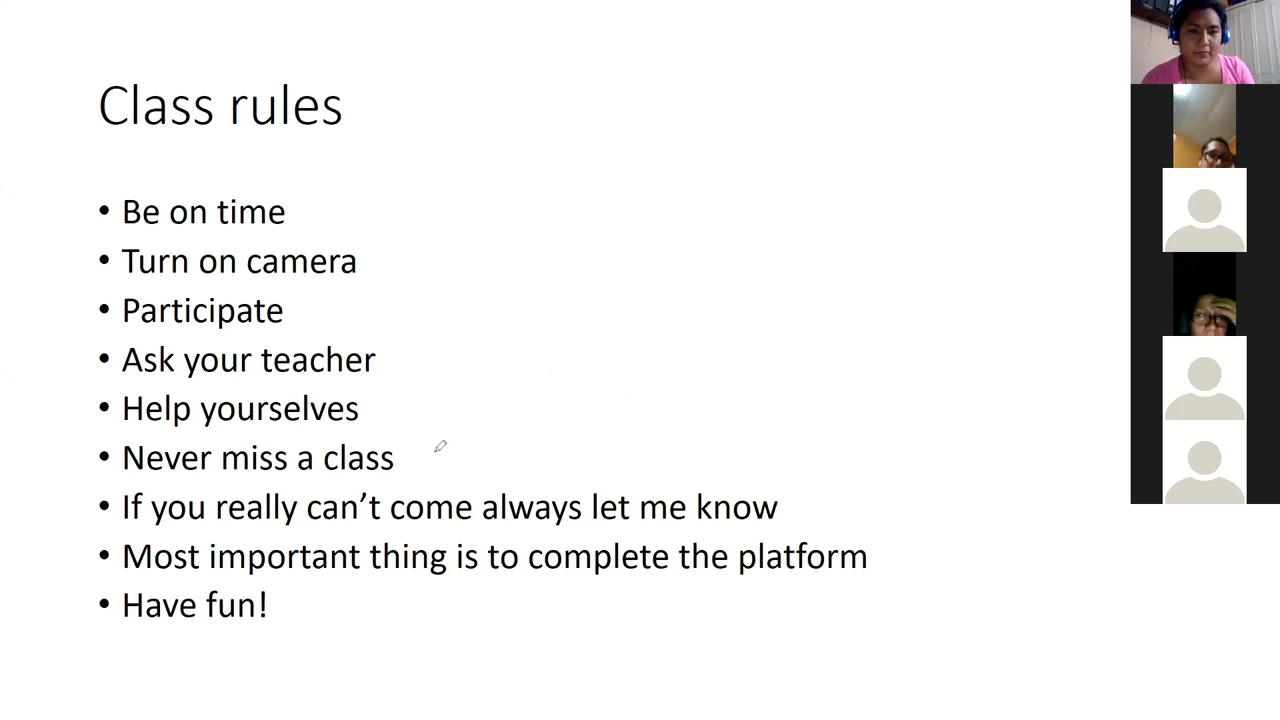 Class rules
• Be on time
• Turn on camera
• Participate
• Ask your teacher
• Help yourselves
• Never miss a class
• If you really can’t come always let me know
• Most important thing is to complete the platform
• Have fun!